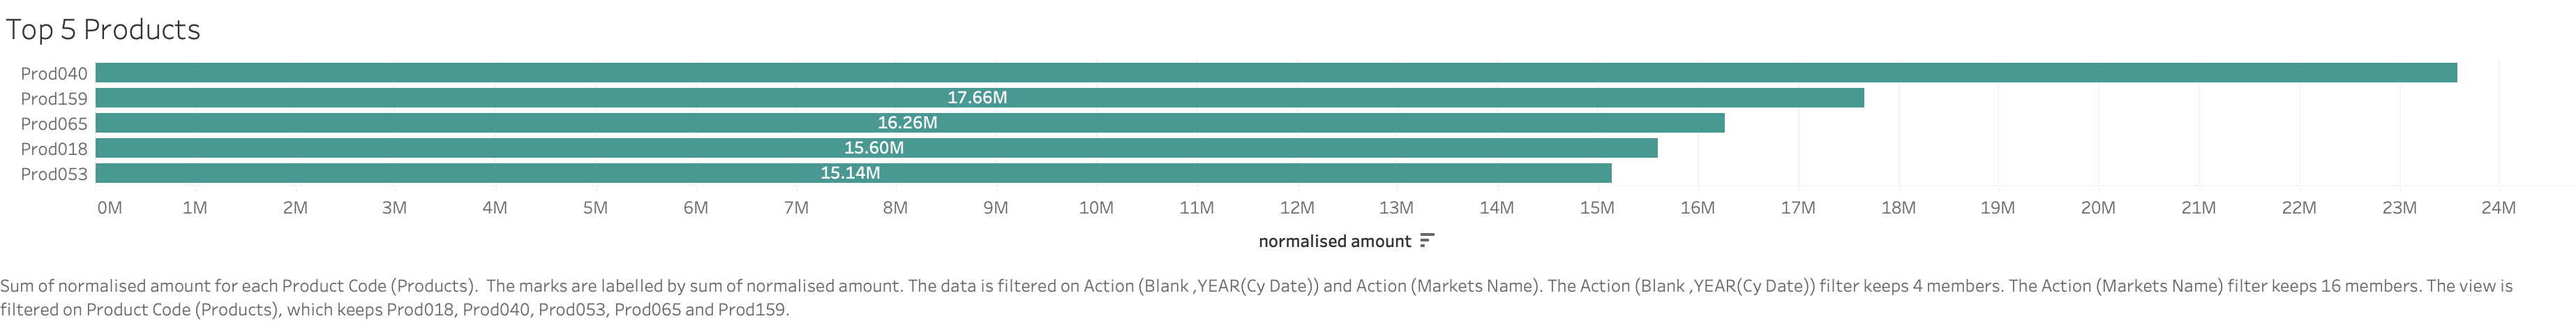 Top 5 Products
Prod040
Prod159
17.66M
Prod065
16.26M
Prod018
15.60M
Prod053
15.14M
0M 1M 2M 3M 4M 5M 6M 7M 8M 9M 10M 11M 12M 13M 14M 15M 16M 17M 18M 19M 20M 21M 22M 23M 24M
normalised amount
Sum of normalised amount for each Product Code (Products).  The marks are labelled by sum of normalised amount. The data is filtered on Action (Blank ,YEAR(Cy Date)) and Action (Markets Name). The Action (Blank ,YEAR(Cy Date)) filter keeps 4 members. The Action (Markets Name) filter keeps 16 members. The view is
filtered on Product Code (Products), which keeps Prod018, Prod040, Prod053, Prod065 and Prod159.